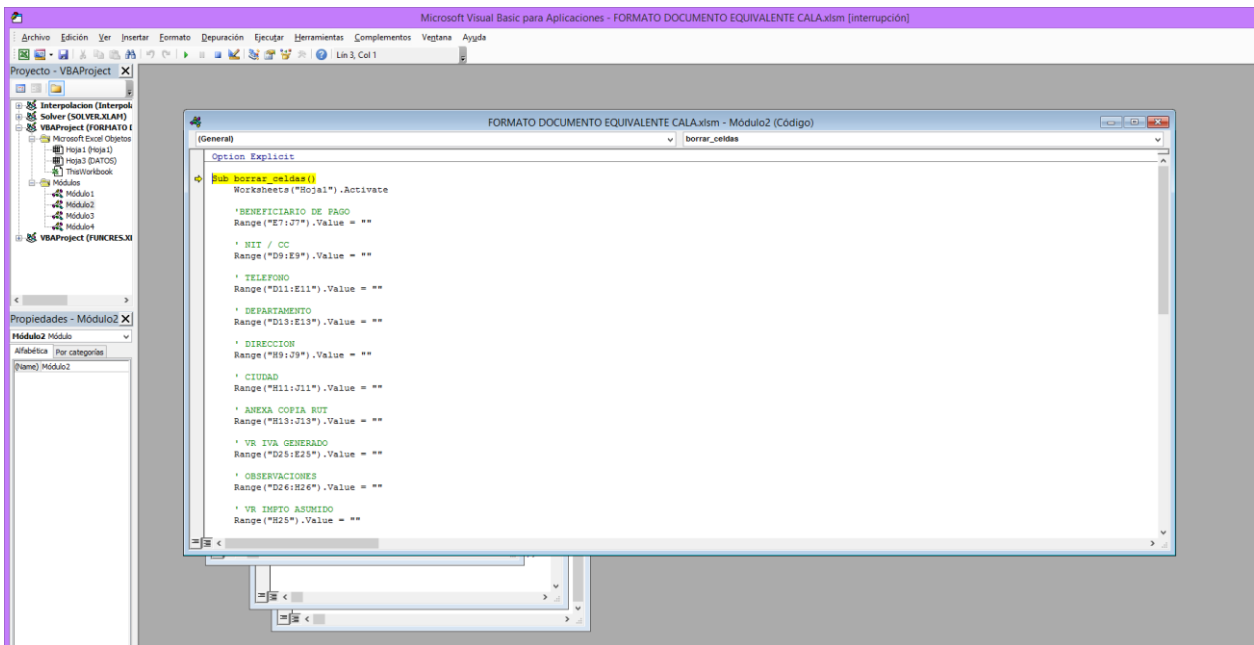 Microsoft Visual Basic para Aplicaciones - FORMATO DOCUMENTO EQUIVALENTE CALA.xlsm [interrupción]
Archivo Edición Ver Insertar Formato Depuración Ejecutar Herramientas Complementos Ventana Ayuda
Lín 3, Col 1
Proyecto - VBAProject
Interpolacion (Interpola
Solver (SOLVER.XLAM)
VBAProject (FORMATO
Microsoft Excel Objetos
Hoja1 (Hoja1)
Hoja3 (DATOS)
ThisWorkbook
Módulos
Módulo1
Módulo2
Módulo3
Módulo4
VBAProject (FUNCRES.XL
Propiedades - Módulo2
Módulo2 Módulo
Alfabética Por categorías
(Name) Módulo2
FORMATO DOCUMENTO EQUIVALENTE CALA.xlsm - Módulo2 (Código)
(General) borrar_celdas
Option Explicit
Sub borrar_celdas()
Worksheets("Hoja1").Activate
'BENEFICIARIO DE PAGO
Range("E7:J7").Value = ""
' NIT / CC
Range("D9:E9").Value = ""
' TELEFONO
Range("D11:E11").Value = ""
' DEPARTAMENTO
Range("D13:E13").Value = ""
' DIRECCION
Range("H9:J9").Value = ""
' CIUDAD
Range("H11:J11").Value = ""
' ANEXA COPIA RUT
Range("H13:J13").Value = ""
' VR IVA GENERADO
Range("D25:E25").Value = ""
' OBSERVACIONES
Range("D26:H26").Value = ""
' VR IMPTO ASUMIDO
Range("H25").Value = ""